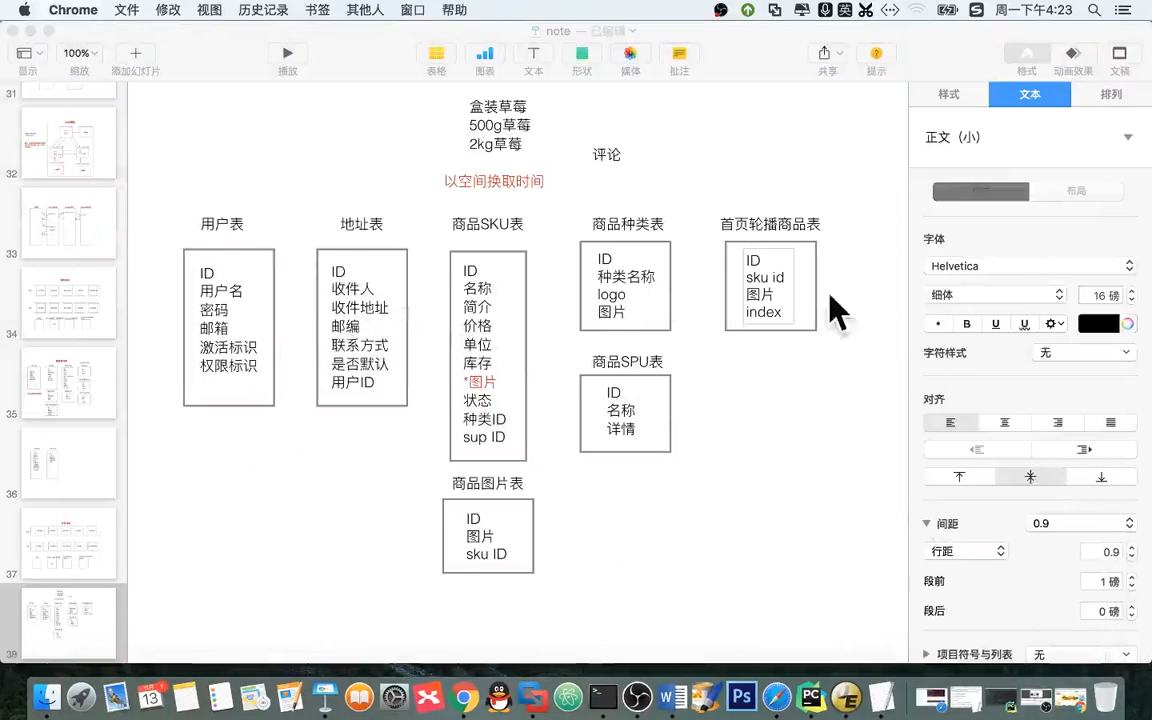 Chrome 文件 修改 视图 历史记录 书签 其他人 窗口 帮助
英
周一下午4:23
note — 已编辑
100%
显示 缩放 添加幻灯片 播放 表格 图表 文本 形状 媒体 批注 共享 提示 格式 动画效果 文稿
31
32
33
34
35
36
37
38
盒装草莓
500g草莓
2kg草莓
评论
以空间换取时间
用户表
ID
用户名
密码
邮箱
激活标识
权限标识
地址表
ID
收件人
收件地址
邮编
联系方式
是否默认
用户ID
商品SKU表
ID
名称
简介
价格
单位
库存
*图片
状态
种类ID
sup ID
商品图片表
ID
图片
sku ID
商品种类表
ID
种类名称
logo
图片
商品SPU表
ID
名称
详情
首页轮播商品表
ID
sku id
图片
index
样式 文本 排列
正文（小）
布局
字体
Helvetica
细体 16 磅
B U U
字符样式 无
对齐
间距 0.9
行距 0.9
段前 1 磅
段后 0 磅
项目符号与列表 无
13
W
Ps
PC